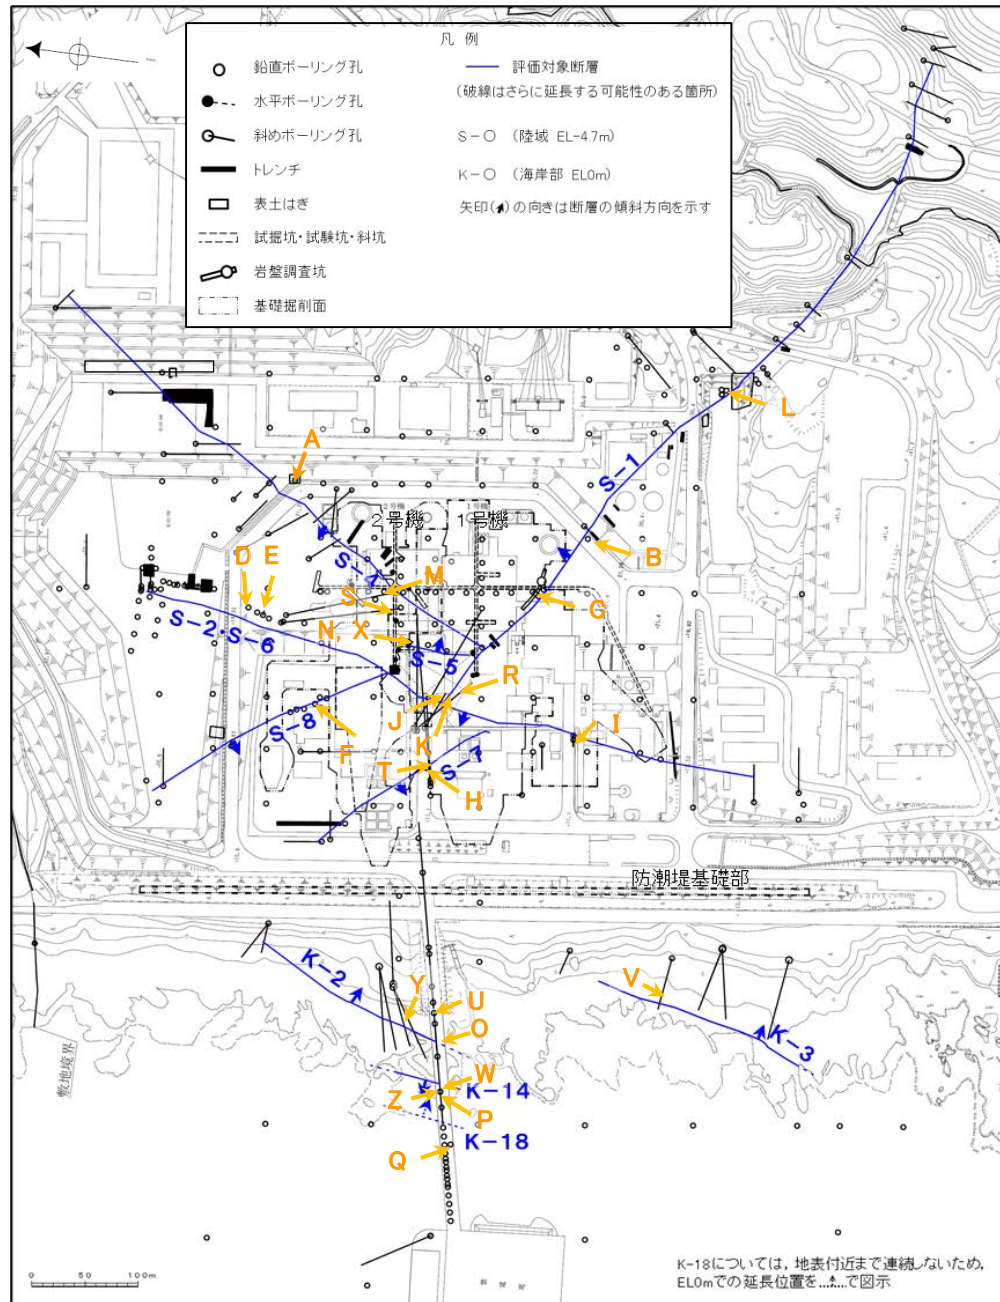 凡 例
鉛直ボーリング孔
水平ボーリング孔
斜めボーリング孔
トレンチ
表土はぎ
試掘坑・試験坑・斜坑
岩盤調査坑
基礎掘削面
評価対象断層
(破線はさらに延長する可能性のある箇所)
S-○ (陸域 EL-4.7m)
K-○ (海岸部 EL0m)
矢印( )の向きは断層の傾斜方向を示す
L
A
S-1
2号機
1号機
B
D
E
S-4
M
S
G
S-2・S-6
N, X
S-5
R
J
K
S-8
F
I
T
S-7
H
防潮堤基礎部
K-2
Y
U
V
O
K-3
W
Z
K-14
P
K-18
Q
敷地境界
0 50 100m
K-18については，地表付近まで連続しないため，
EL0mでの延長位置を で図示